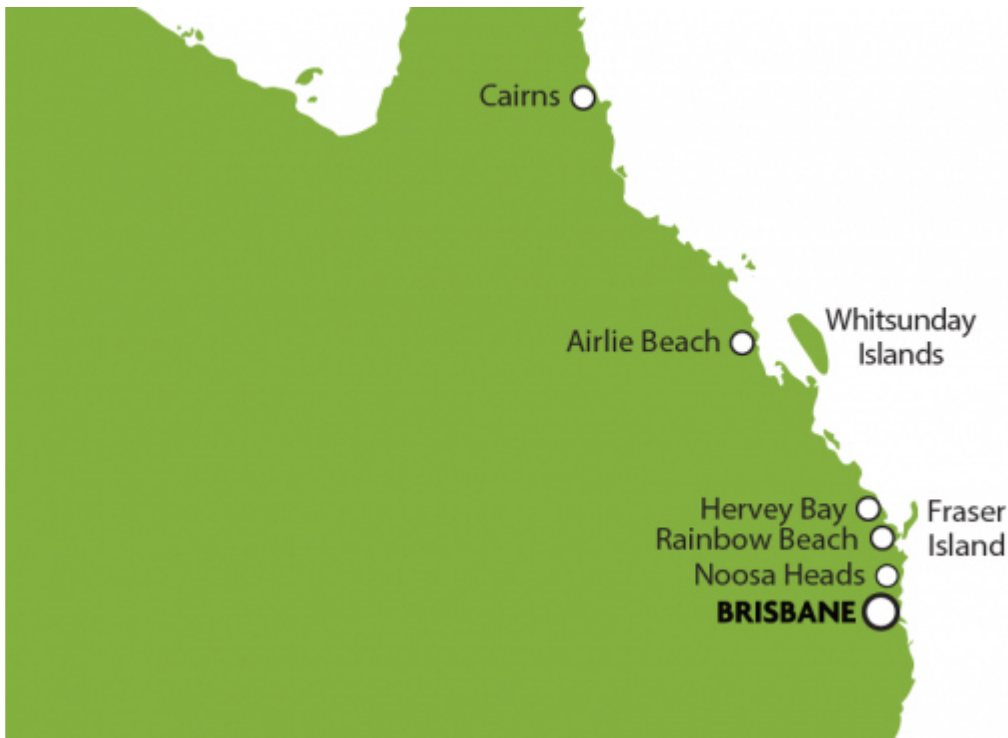 Cairns
Airlie Beach
Whitsunday
Islands
Hervey Bay
Fraser
Island
Rainbow Beach
Noosa Heads
BRISBANE